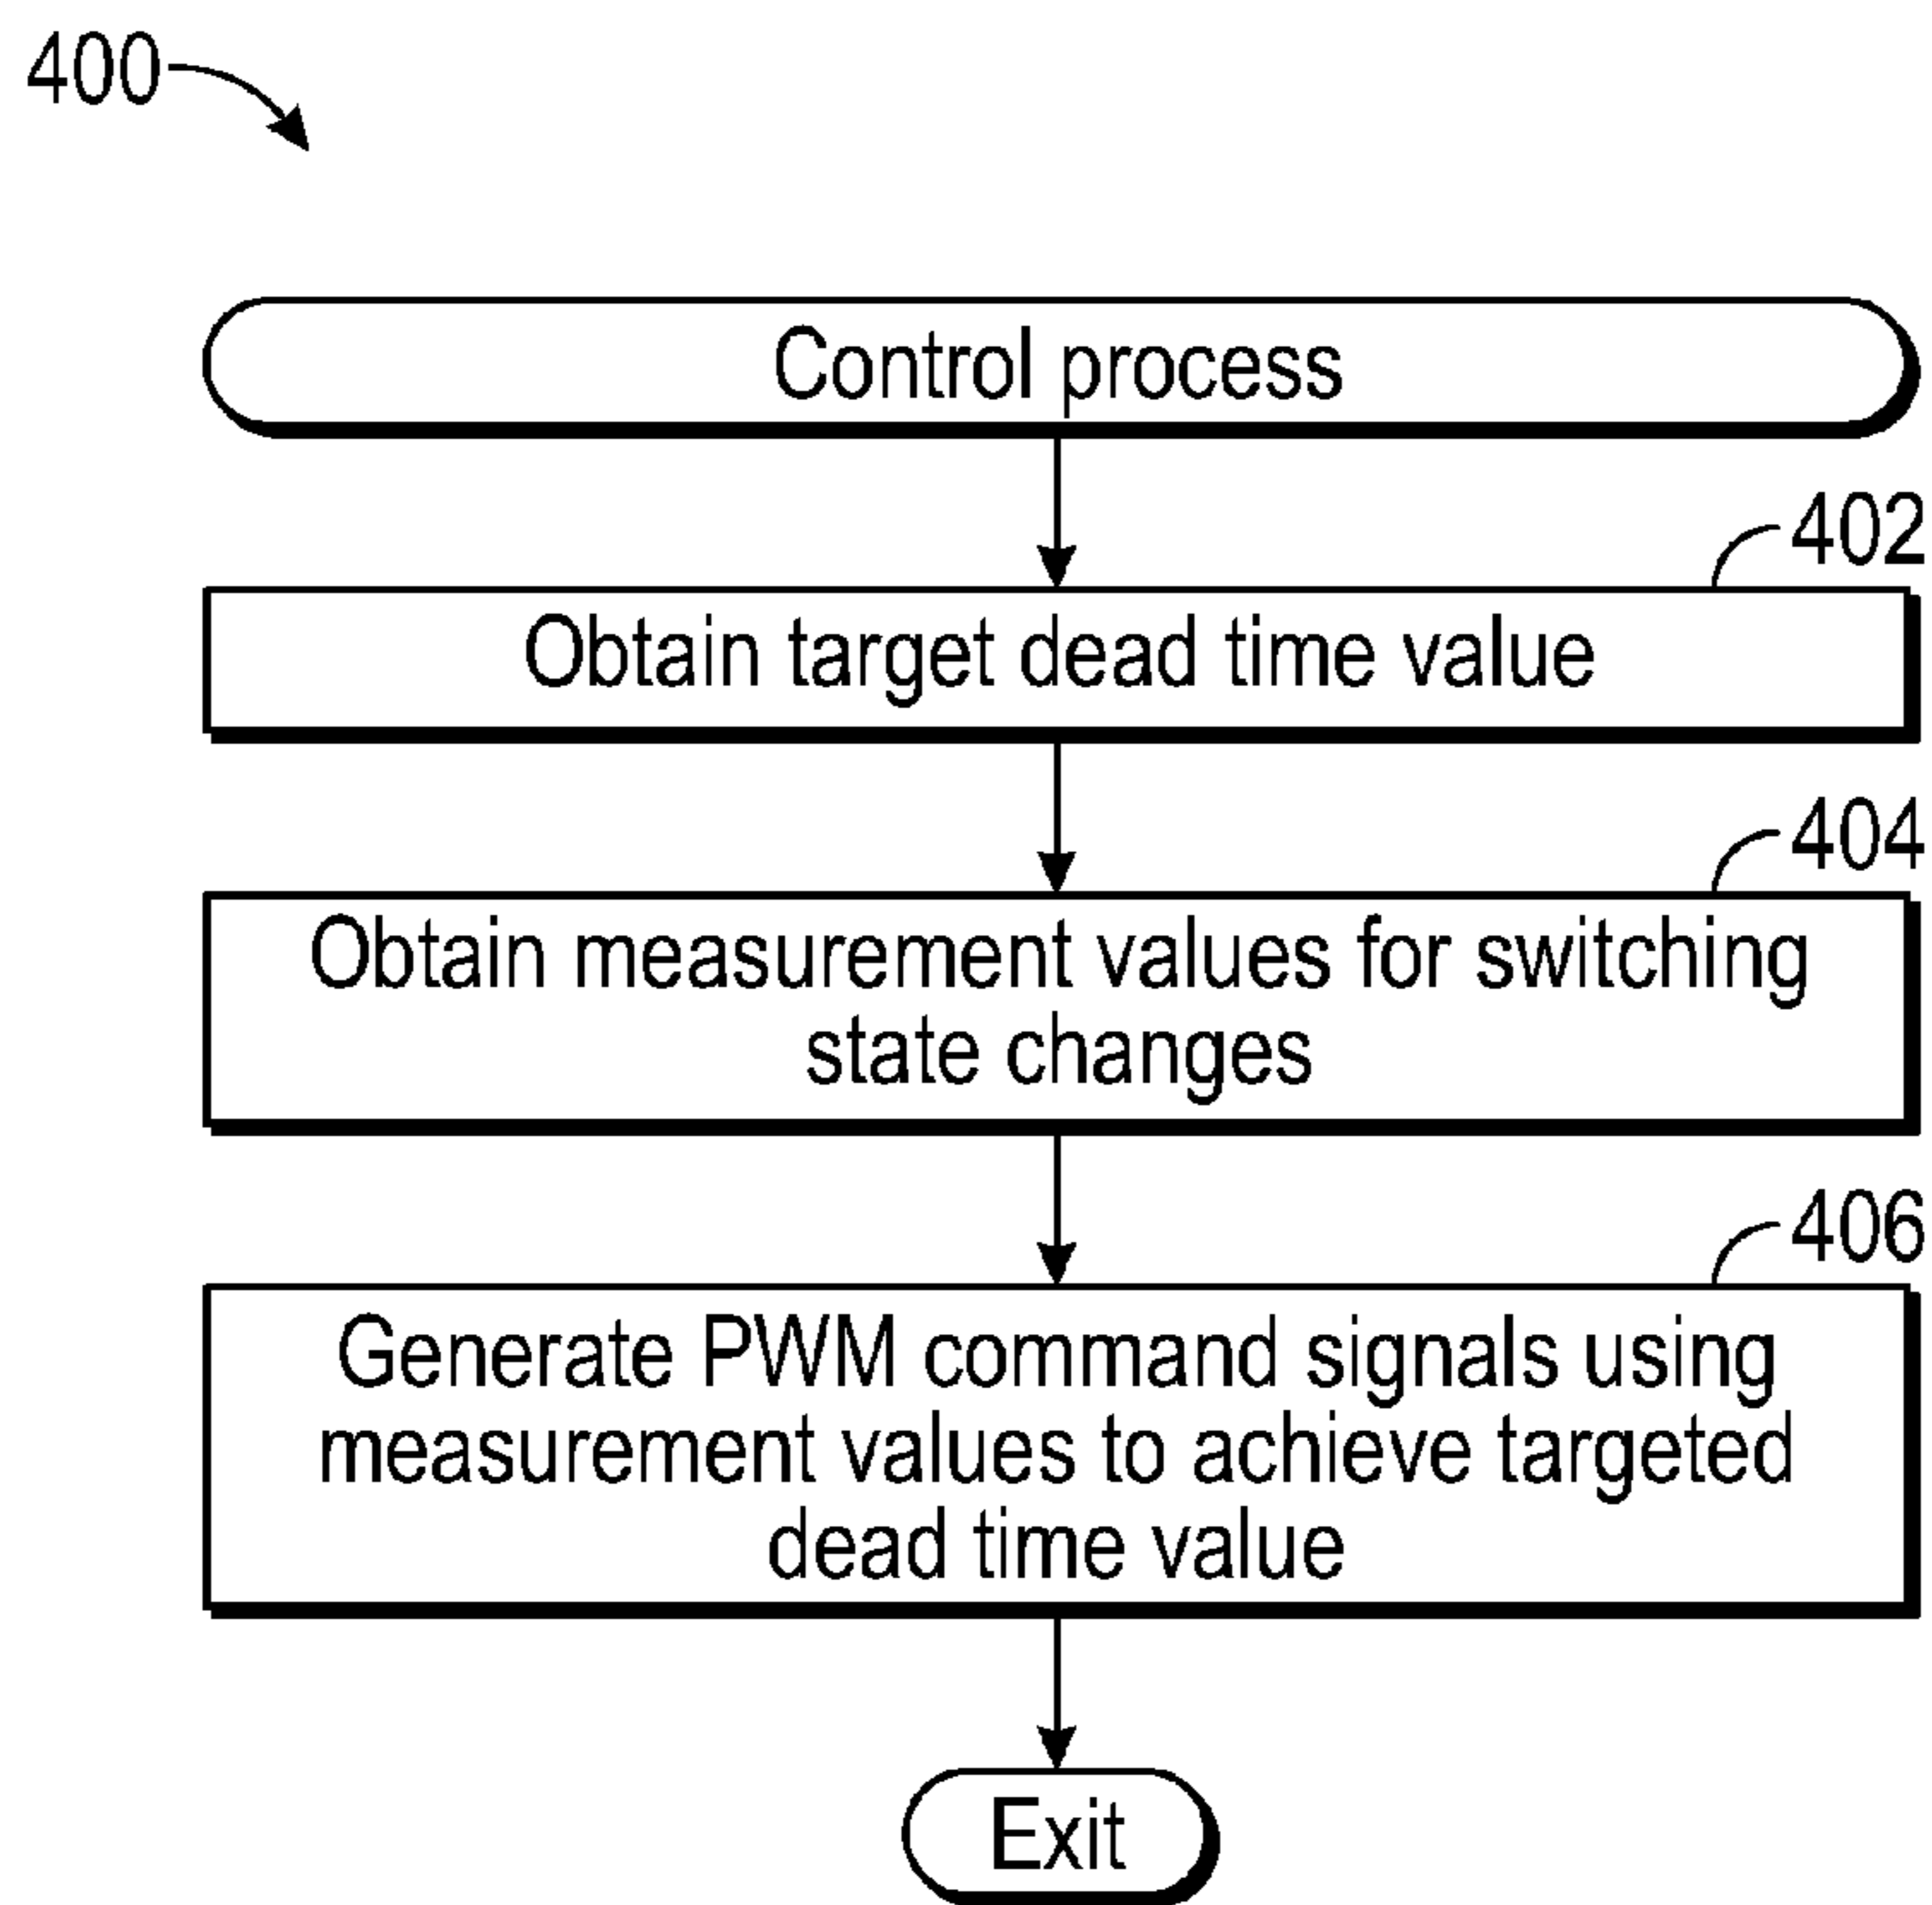 400
Control process
402
Obtain target dead time value
404
Obtain measurement values for switching
state changes
406
Generate PWM command signals using
measurement values to achieve targeted
dead time value
Exit